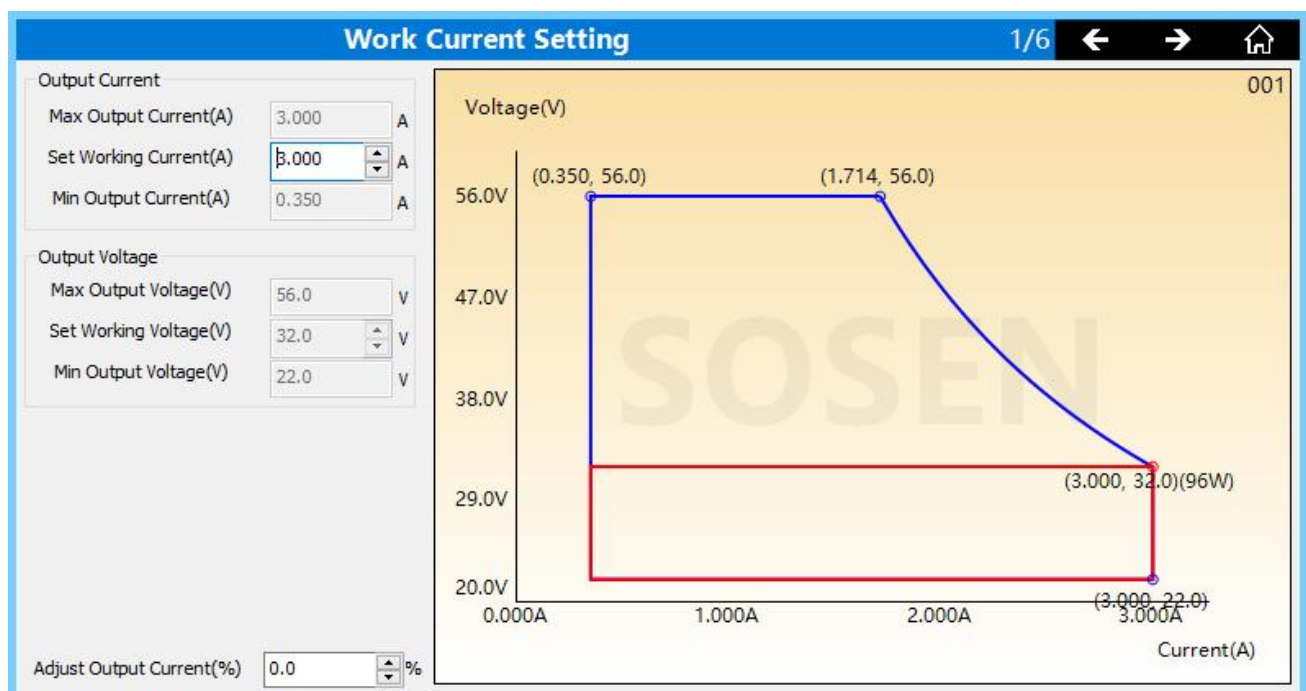 Work Current Setting
1/6
Output Current
Max Output Current(A) 3.000 A
Set Working Current(A) 3.000 A
Min Output Current(A) 0.350 A
Output Voltage
Max Output Voltage(V) 56.0 V
Set Working Voltage(V) 32.0 V
Min Output Voltage(V) 22.0 V
Adjust Output Current(%) 0.0 %
001
Voltage(V)
(0.350, 56.0) (1.714, 56.0)
56.0V
47.0V
SOSEN
38.0V
(3.000, 32.0)(96W)
29.0V
20.0V
(3.000, 22.0)
0.000A 1.000A 2.000A 3.000A
Current(A)